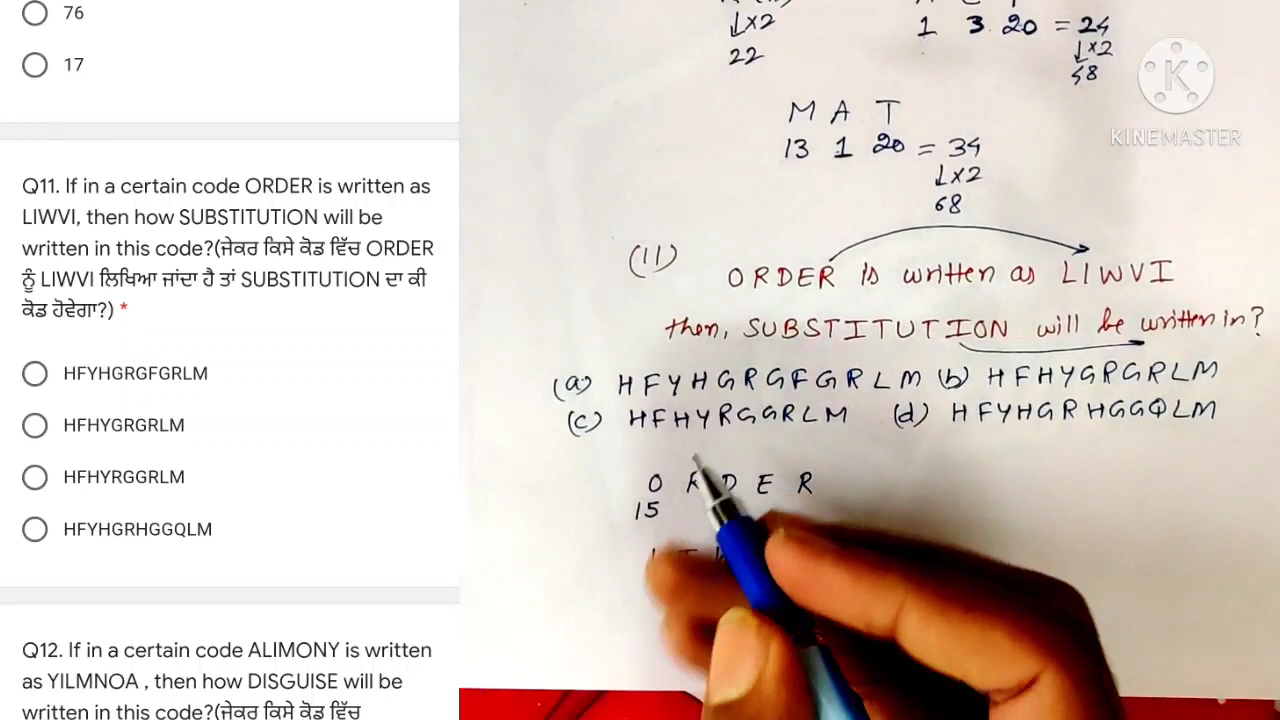 76
17
Q11. If in a certain code ORDER is written as
LIWVI, then how SUBSTITUTION will be
written in this code?(ਜੇਕਰ ਕਿਸੇ ਕੋਡ ਵਿੱਚ ORDER
ਨੂੰ LIWVI ਲਿਖਿਆ ਜਾਂਦਾ ਹੈ ਤਾਂ SUBSTITUTION ਦਾ ਕੀ
ਕੋਡ ਹੋਵੇਗਾ?) *
HFYHGRGFGRLM
HFHYGRGRLM
HFHYRGGRLM
HFYHGRHGGQLM
Q12. If in a certain code ALIMONY is written
as YILMNOA , then how DISGUISE will be
written in this code?(ਜੇਕਰ ਕਿਸੇ ਕੋਡ ਵਿੱਚ
↓×2
22
1 3 20 = 24
↓×2
48
KINEMASTER
M A T
13 1 20 = 34
↓×2
68
(11) ORDER is written as LIWVI
then, SUBSTITUTION will be written in?
(a) HFYHGRGFGRLM (b) HFHYGRGRLM
(c) HFHYRGGRLM (d) HFYHGRHGGQLM
O R D E R
15